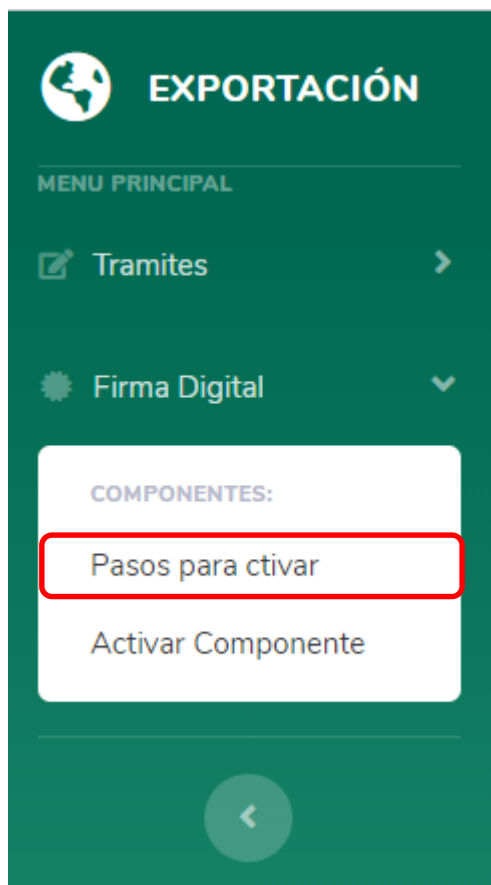 EXPORTACIÓN
MENU PRINCIPAL
Tramites
Firma Digital
COMPONENTES:
Pasos para ctivar
Activar Componente